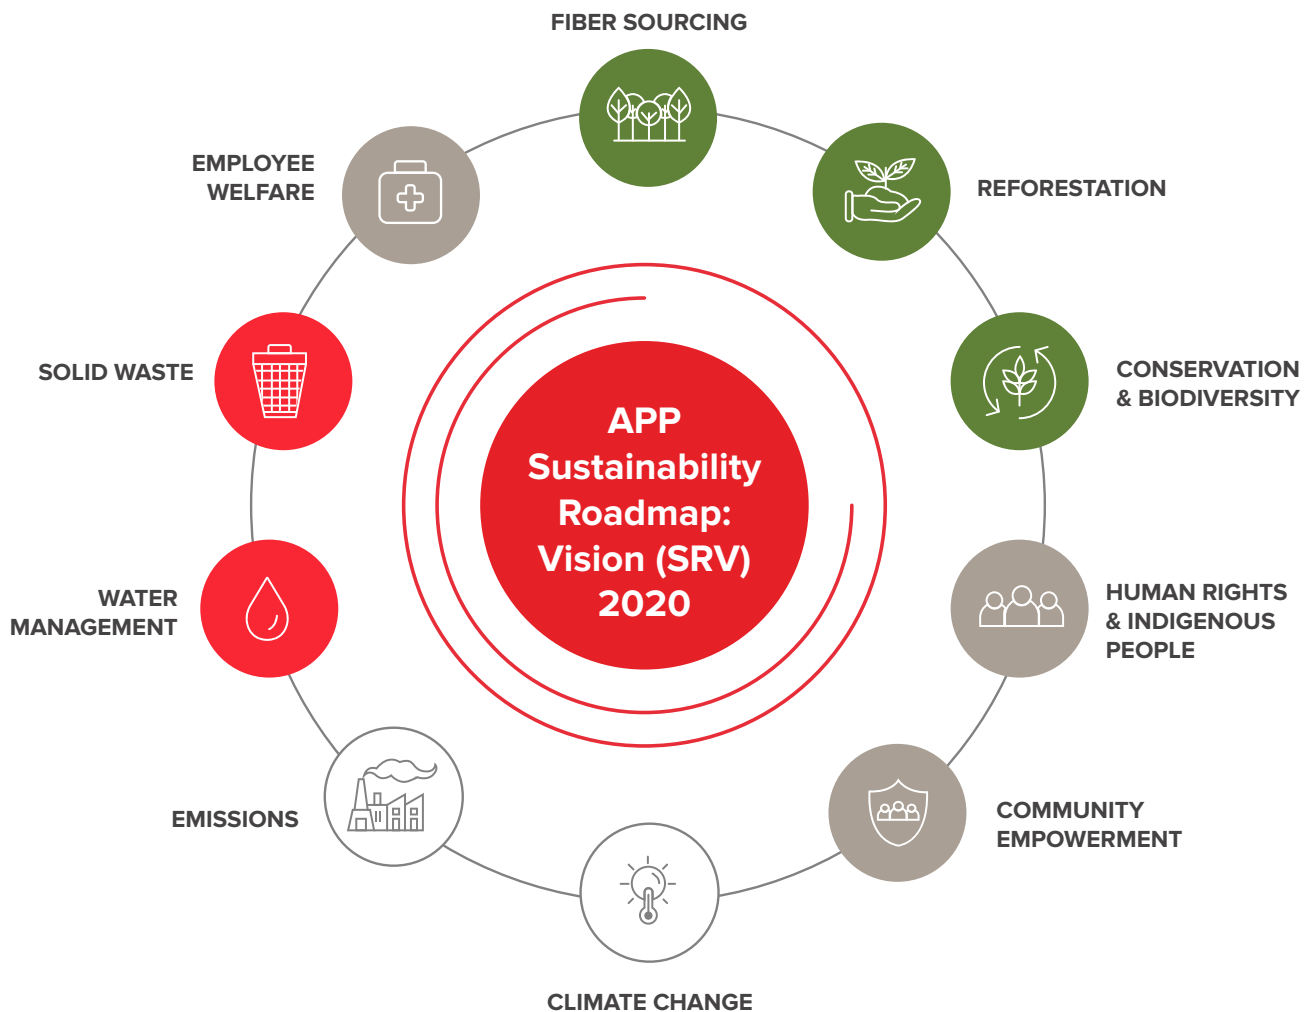 FIBER SOURCING
EMPLOYEE
WELFARE
REFORESTATION
SOLID WASTE
CONSERVATION
& BIODIVERSITY
APP
Sustainability
Roadmap:
Vision (SRV)
2020
WATER
MANAGEMENT
HUMAN RIGHTS
& INDIGENOUS
PEOPLE
EMISSIONS
COMMUNITY
EMPOWERMENT
CLIMATE CHANGE